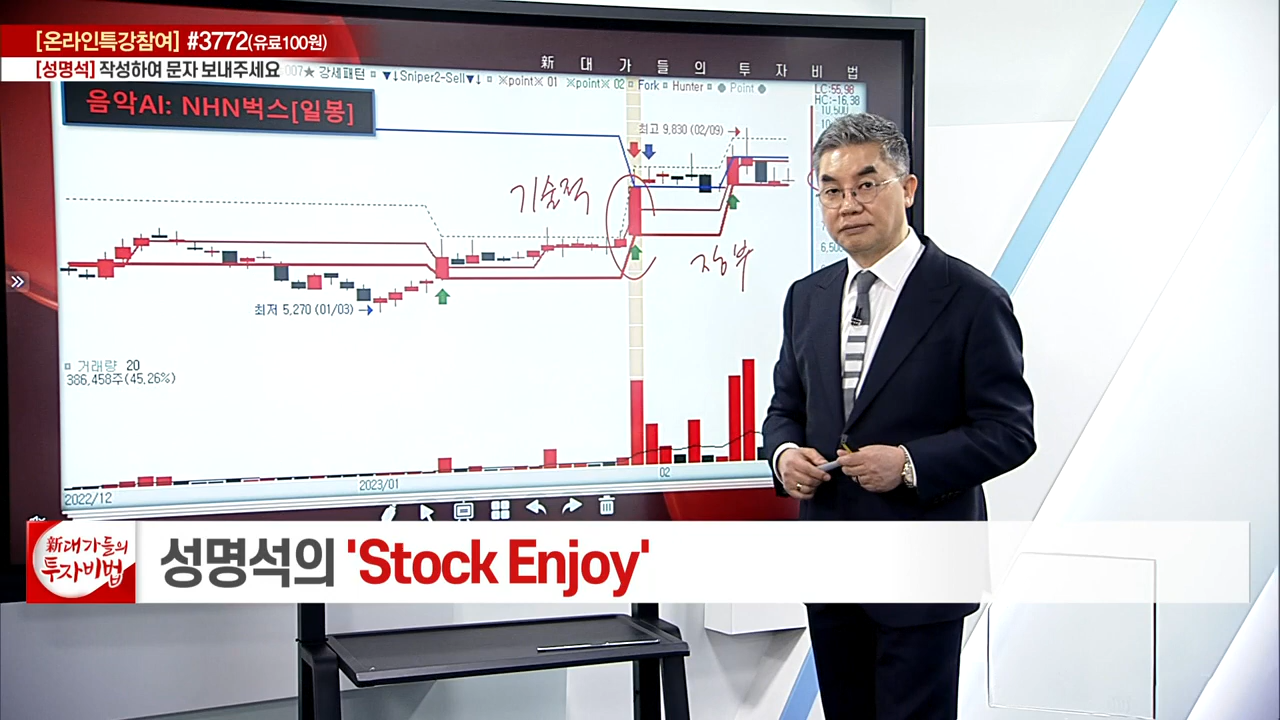 [온라인특강참여] #3772(유료100원)
[성명석] 작성하여 문자 보내주세요
新 대 가 들 의 투 자 비 법
007★ 강세패턴 ▼↓Sniper2-Sell▼↓ ※point※ 01 ※point※ 02 Fork Hunter Point
LC:55.98
HC:-16.38
10,500
음악AI: NHN벅스[일봉]
최고 9,830 (02/09)
기술적
장부
최저 5,270 (01/03)
거래량 20
386,458주(45.26%)
2022/12
2023/01
02
新대가들의
투자비법
성명석의 'Stock Enjoy'